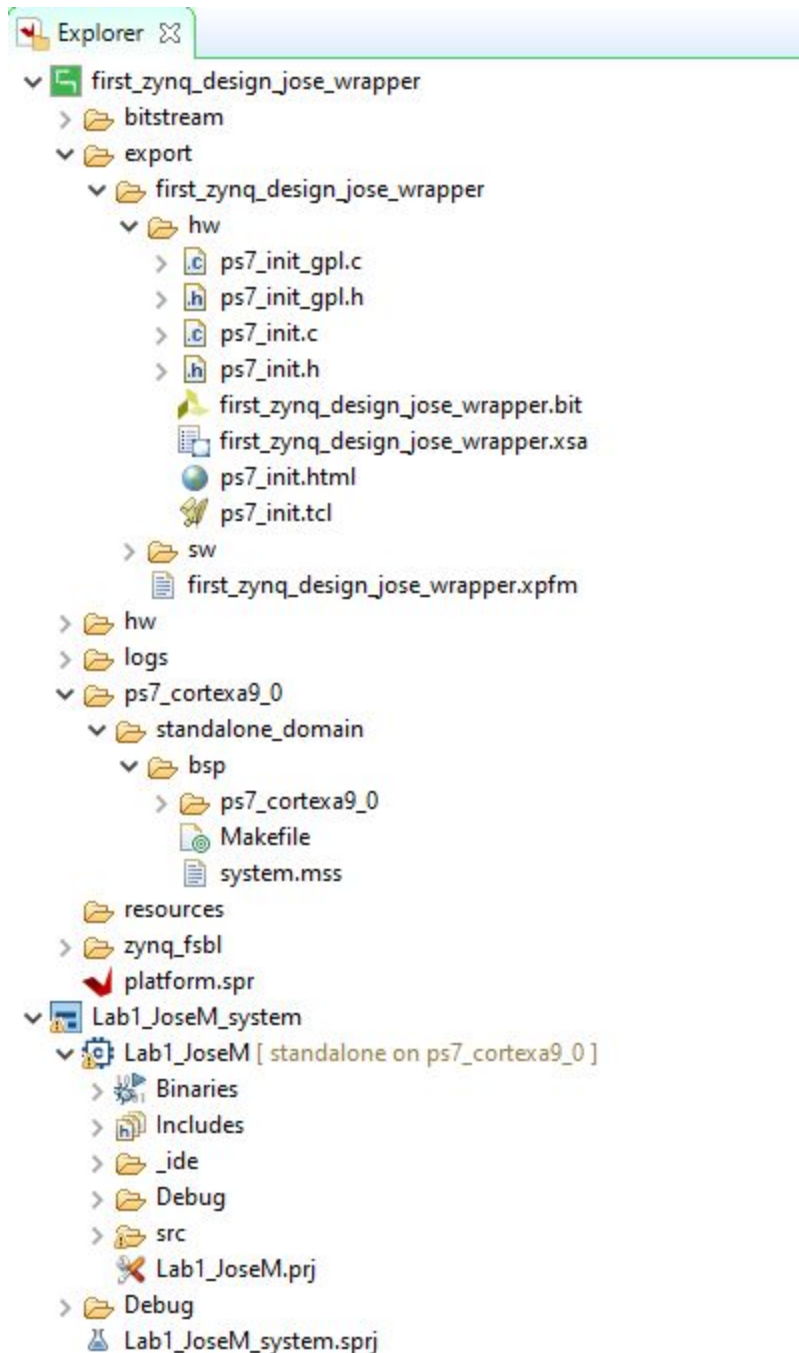 Explorer
first_zynq_design_jose_wrapper
bitstream
export
first_zynq_design_jose_wrapper
hw
ps7_init_gpl.c
ps7_init_gpl.h
ps7_init.c
ps7_init.h
first_zynq_design_jose_wrapper.bit
first_zynq_design_jose_wrapper.xsa
ps7_init.html
ps7_init.tcl
sw
first_zynq_design_jose_wrapper.xpfm
hw
logs
ps7_cortexa9_0
standalone_domain
bsp
ps7_cortexa9_0
Makefile
system.mss
resources
zynq_fsbl
platform.spr
Lab1_JoseM_system
Lab1_JoseM [ standalone on ps7_cortexa9_0 ]
Binaries
Includes
_ide
Debug
src
Lab1_JoseM.prj
Debug
Lab1_JoseM_system.sprj